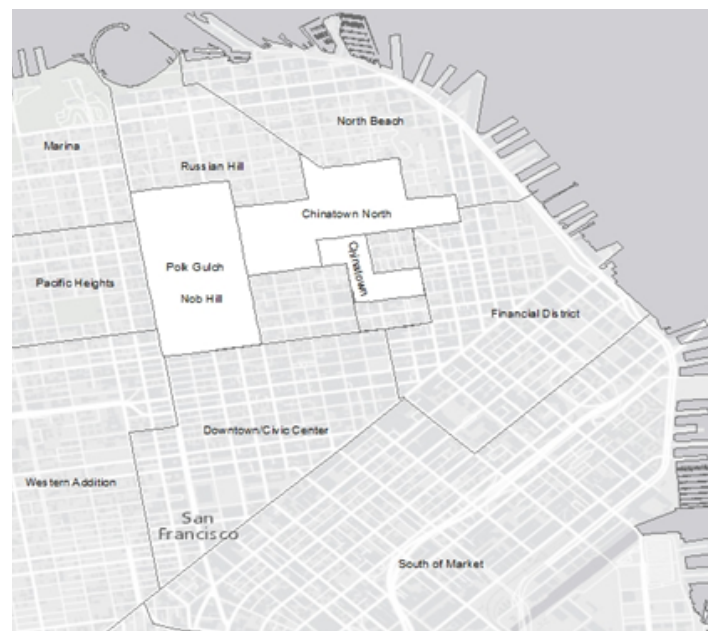 North Beach
Marina
Russian Hill
Chinatown North
Chinatown
Polk Gulch
Pacific Heights
Nob Hill
Financial District
Downtown/Civic Center
Western Addition
San
Francisco
South of Market